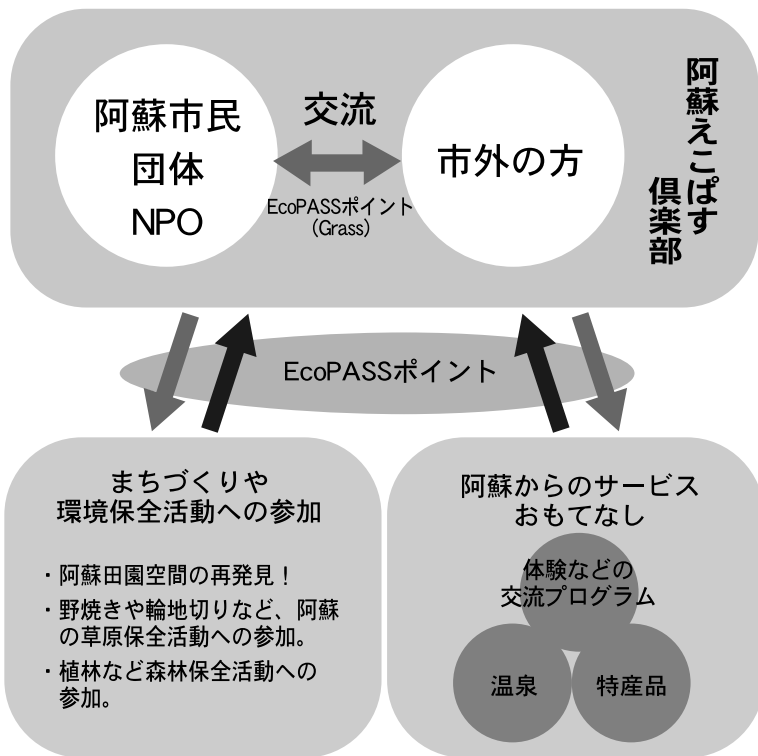 阿蘇市民
団体
NPO
交流
EcoPASSポイント
(Grass)
市外の方
阿蘇えこぱす
倶楽部
EcoPASSポイント
まちづくりや
環境保全活動への参加
・阿蘇田園空間の再発見！
・野焼きや輪地切りなど、阿蘇
の草原保全活動への参加。
・植林など森林保全活動への
参加。
阿蘇からのサービス
おもてなし
体験などの
交流プログラム
温泉
特産品